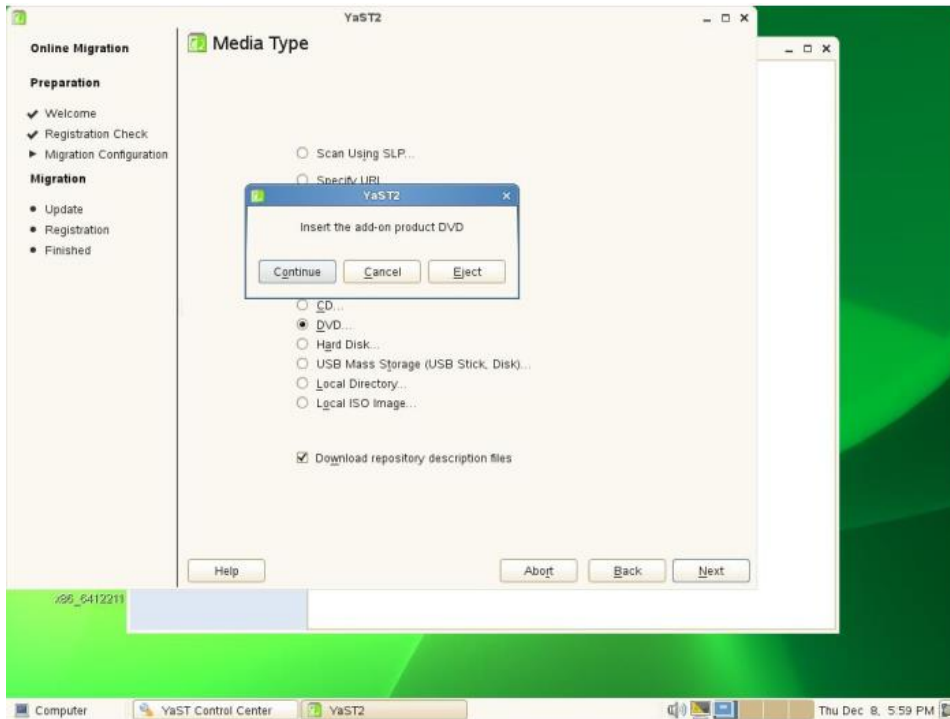 YaST2
Online Migration
Media Type
Preparation
Welcome
Registration Check
Migration Configuration
Migration
Update
Registration
Finished
Scan Using SLP...
Specify URL
YaST2
Insert the add-on product DVD
Continue
Cancel
Eject
CD...
DVD...
Hard Disk...
USB Mass Storage (USB Stick, Disk)...
Local Directory...
Local ISO Image...
Download repository description files
Help
Abort
Back
Next
x86_6412211
Computer
YaST Control Center
YaST2
Thu Dec 8, 5:59 PM